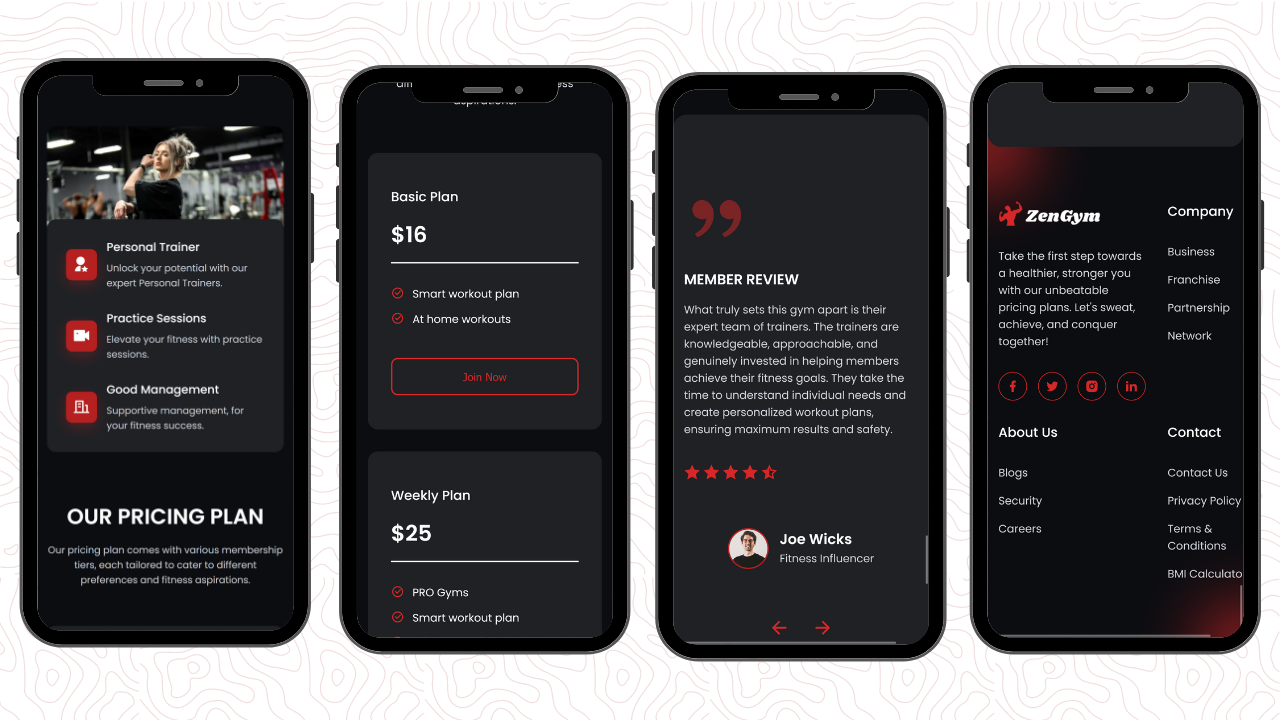 Personal Trainer
Unlock your potential with our
expert Personal Trainers.
Practice Sessions
Elevate your fitness with practice
sessions.
Good Management
Supportive management, for
your fitness success.
OUR PRICING PLAN
Our pricing plan comes with various membership
tiers, each tailored to cater to different
preferences and fitness aspirations.
aspirations.
Basic Plan
$16
Smart workout plan
At home workouts
Join Now
Weekly Plan
$25
PRO Gyms
Smart workout plan
MEMBER REVIEW
What truly sets this gym apart is their
expert team of trainers. The trainers are
knowledgeable, approachable, and
genuinely invested in helping members
achieve their fitness goals. They take the
time to understand individual needs and
create personalized workout plans,
ensuring maximum results and safety.
Joe Wicks
Fitness Influencer
ZenGym
Take the first step towards
a healthier, stronger you
with our unbeatable
pricing plans. Let's sweat,
achieve, and conquer
together!
Company
Business
Franchise
Partnership
Network
About Us
Blogs
Security
Careers
Contact
Contact Us
Privacy Policy
Terms &
Conditions
BMI Calculato